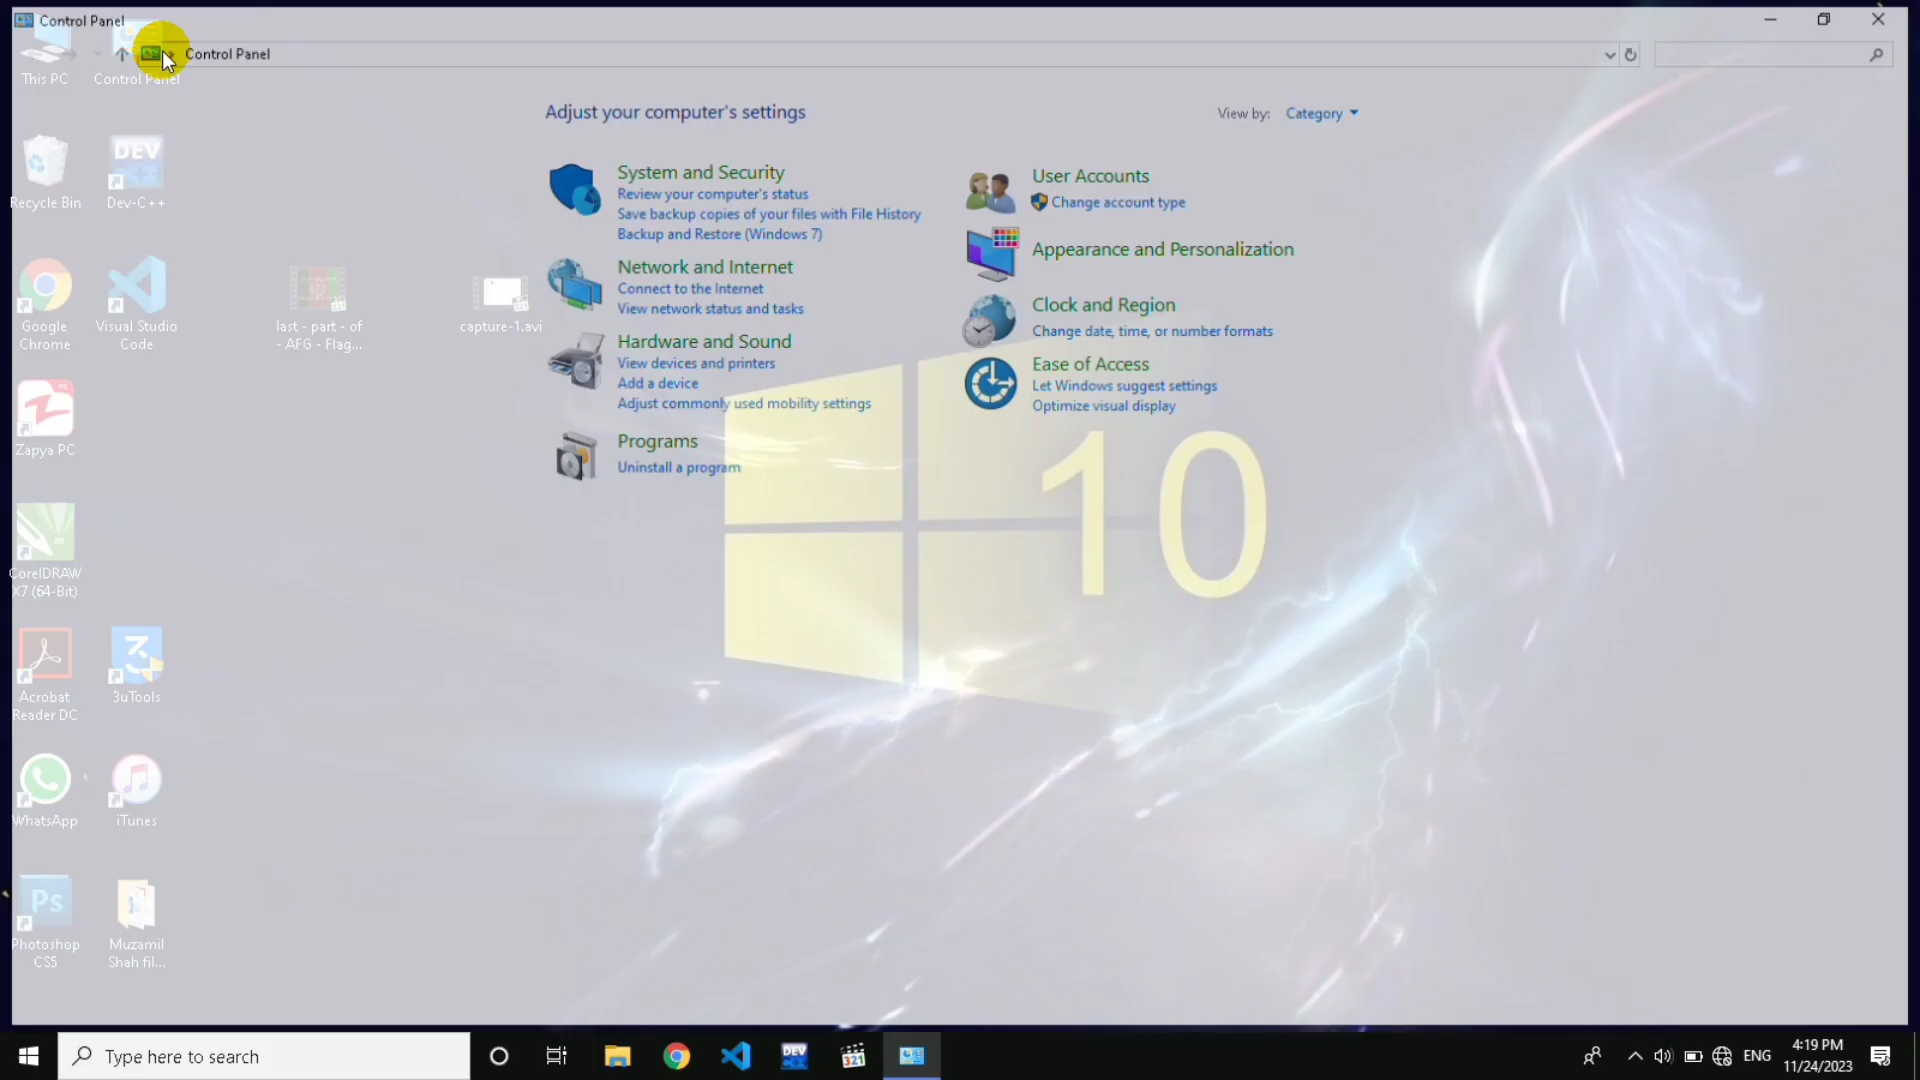 Control Panel
Control Panel
Adjust your computer's settings
View by: Category
System and Security
Review your computer's status
Save backup copies of your files with File History
Backup and Restore (Windows 7)
Network and Internet
Connect to the Internet
View network status and tasks
Hardware and Sound
View devices and printers
Add a device
Adjust commonly used mobility settings
Programs
Uninstall a program
User Accounts
Change account type
Appearance and Personalization
Clock and Region
Change date, time, or number formats
Ease of Access
Let Windows suggest settings
Optimize visual display
10
This PC
Control Panel
Recycle Bin
DEV
Dev-C++
Google
Chrome
Visual Studio
Code
last - part - of
- AFG - Flag...
capture-1.avi
Zapya PC
CorelDRAW
X7 (64-Bit)
Acrobat
Reader DC
3uTools
WhatsApp
iTunes
Ps
Photoshop
CS5
Muzamil
Shah fil...
Type here to search
DEV
321
ENG
4:19 PM
11/24/2023